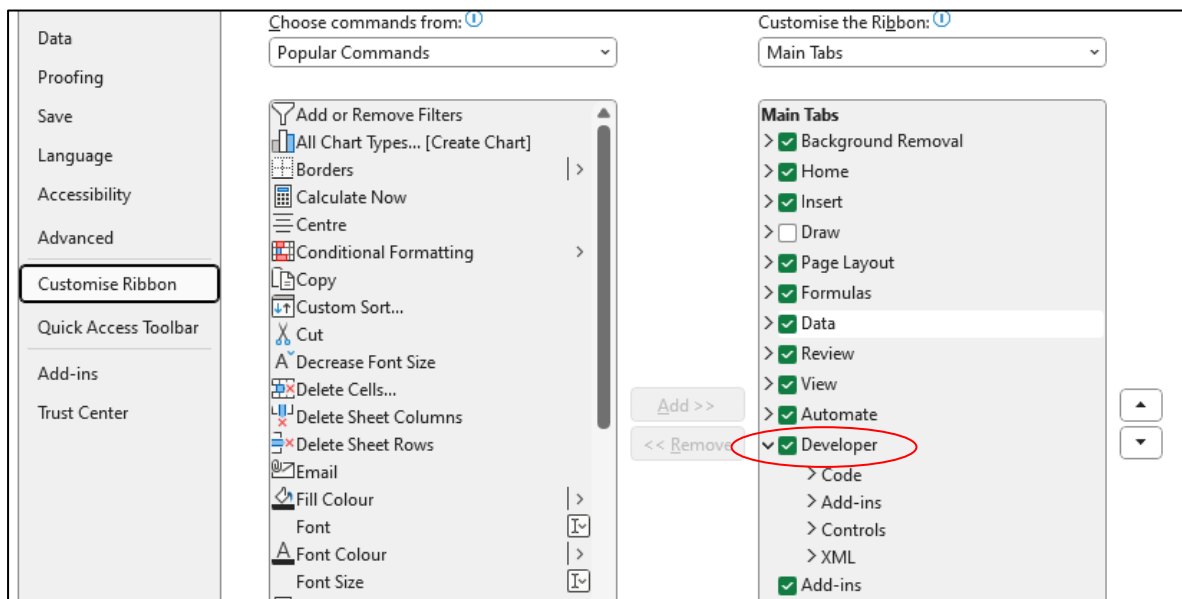 Data
Proofing
Save
Language
Accessibility
Advanced
Customise Ribbon
Quick Access Toolbar
Add-ins
Trust Center
Choose commands from:
Popular Commands
Add or Remove Filters
All Chart Types... [Create Chart]
Borders
Calculate Now
Centre
Conditional Formatting
Copy
Custom Sort...
Cut
Decrease Font Size
Delete Cells...
Delete Sheet Columns
Delete Sheet Rows
Email
Fill Colour
Font
Font Colour
Font Size
Add >>
<< Remove
Customise the Ribbon:
Main Tabs
Main Tabs
Background Removal
Home
Insert
Draw
Page Layout
Formulas
Data
Review
View
Automate
Developer
Code
Add-ins
Controls
XML
Add-ins